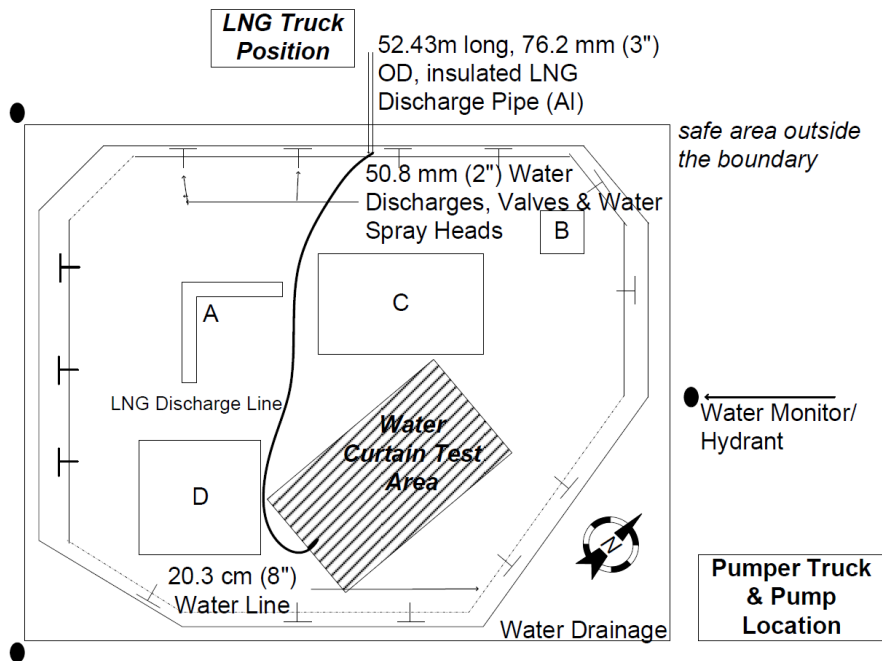 LNG Truck
Position
52.43m long, 76.2 mm (3")
OD, insulated LNG
Discharge Pipe (Al)
safe area outside
the boundary
50.8 mm (2") Water
Discharges, Valves & Water
Spray Heads
B
A
C
LNG Discharge Line
Water Monitor/
Hydrant
Water
Curtain Test
Area
D
N
20.3 cm (8")
Water Line
Water Drainage
Pumper Truck
& Pump
Location